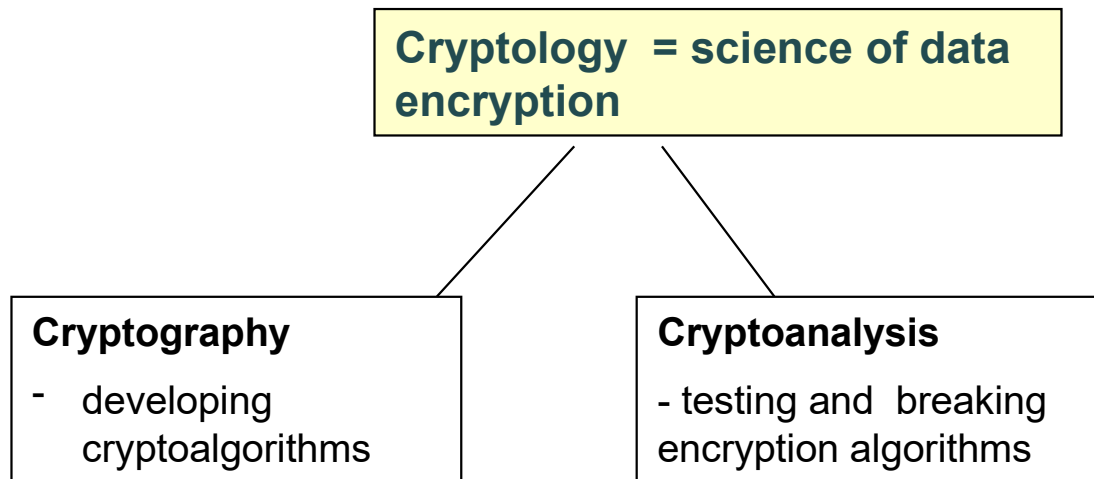 Cryptology  = science of data
encryption
Cryptography
- developing
cryptoalgorithms
Cryptoanalysis
- testing and  breaking
encryption algorithms